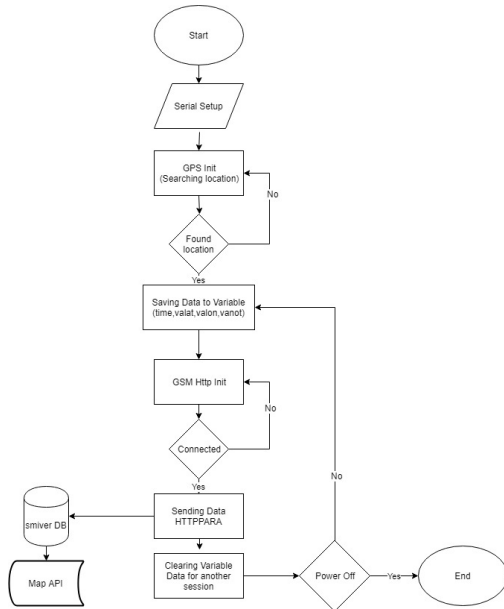 Start
Serial Setup
GPS Init
(Searching location)
No
Found
location
Yes
Saving Data to Variable
(time,valat,valon,vanot)
GSM Http Init
No
Connected
Yes
No
Sending Data
HTTPPARA
smiver DB
Clearing Variable
Data for another
session
Map API
Power Off
Yes
End